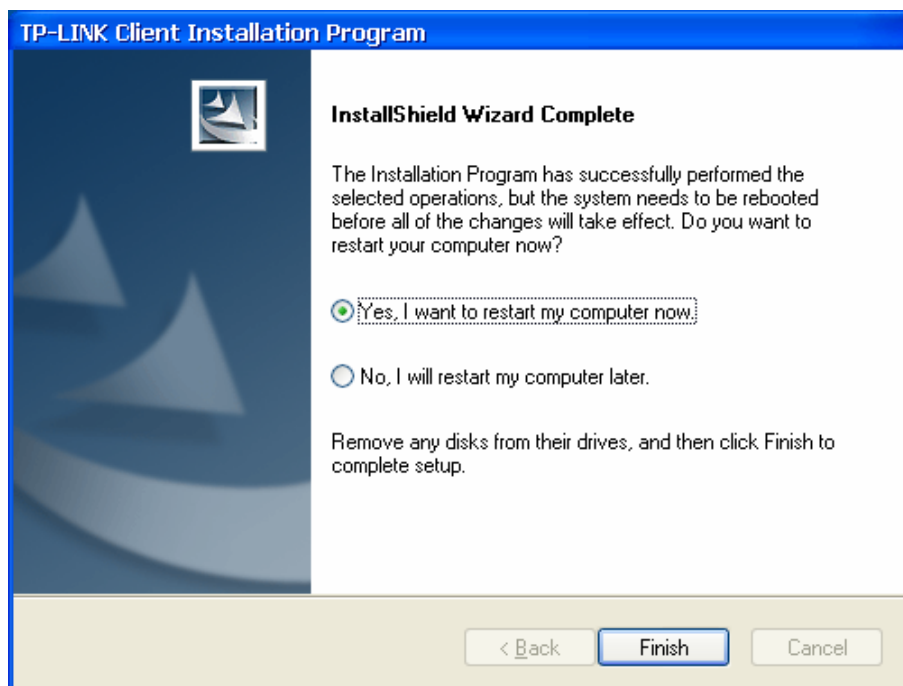 TP-LINK Client Installation Program
InstallShield Wizard Complete
The Installation Program has successfully performed the
selected operations, but the system needs to be rebooted
before all of the changes will take effect. Do you want to
restart your computer now?
Yes, I want to restart my computer now.
No, I will restart my computer later.
Remove any disks from their drives, and then click Finish to
complete setup.
< Back Finish Cancel